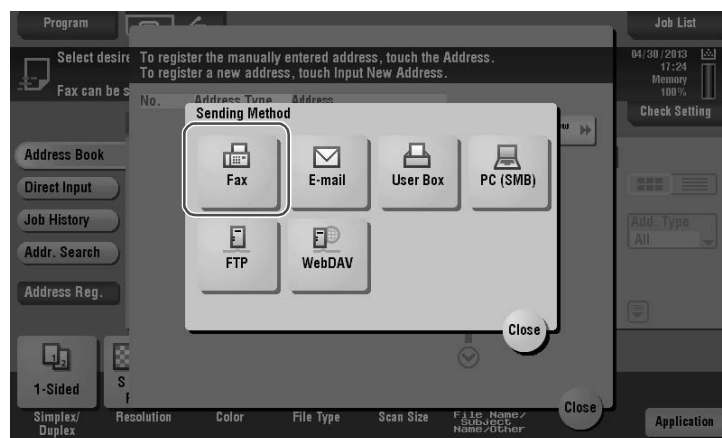 Program
Job List
Select desire
Fax can be s
To register the manually entered address, touch the Address.
To register a new address, touch Input New Address.
04/30/2013
17:24
Memory
100%
Check Setting
No. Address Type Address
Sending Method
Fax
E-mail
User Box
PC (SMB)
FTP
WebDAV
Close
Address Book
Direct Input
Job History
Addr. Search
Address Reg.
Add. Type
All
1-Sided
S
Close
Simplex/
Duplex
Resolution
Color
File Type
Scan Size
File Name/
Subject
Name/Other
Application